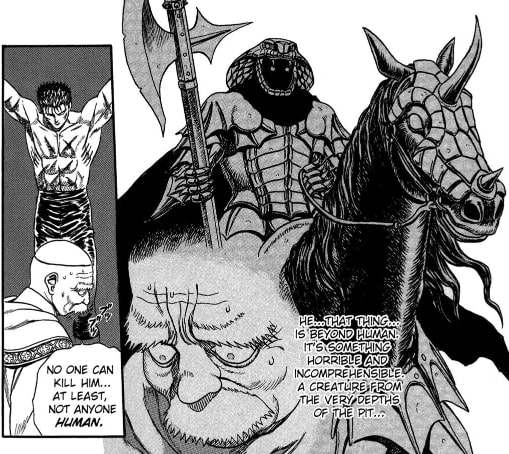 NO ONE CAN
KILL HIM...
AT LEAST,
NOT ANYONE
HUMAN.
HE...THAT THING...
IS BEYOND HUMAN.
IT'S SOMETHING
HORRIBLE AND
INCOMPREHENSIBLE.
A CREATURE FROM
THE VERY DEPTHS
OF THE PIT...